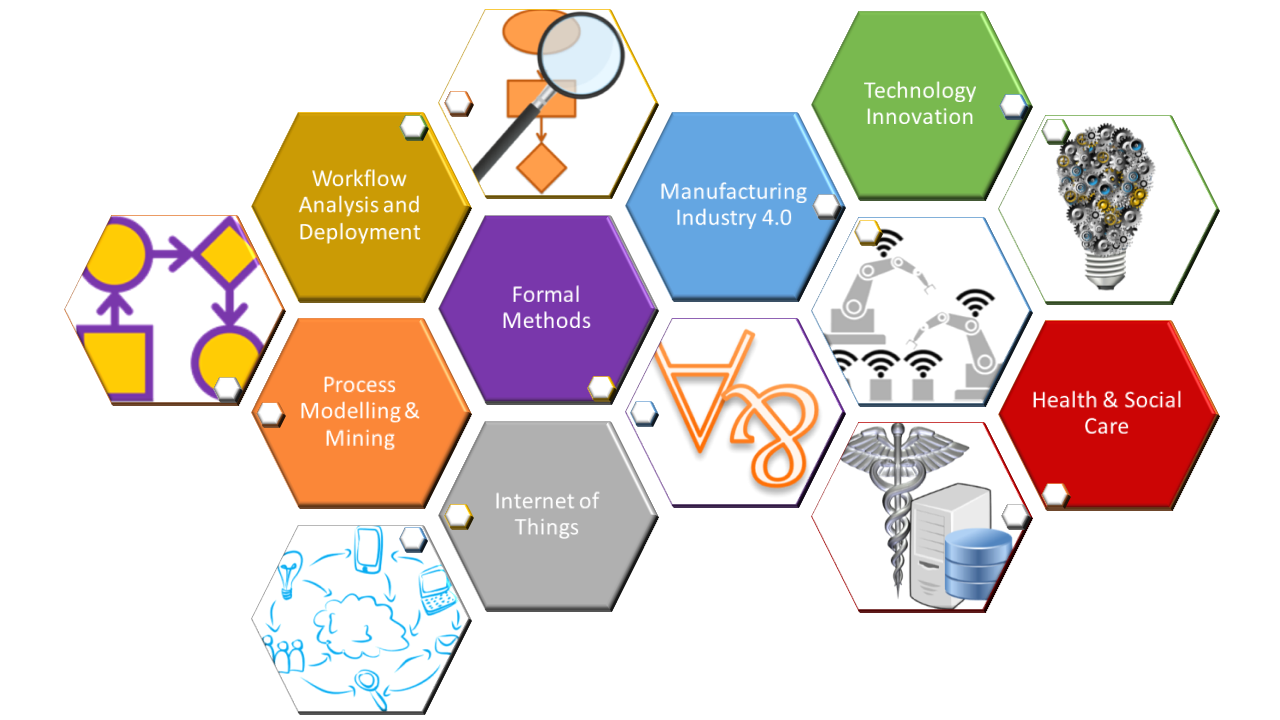 Technology
Innovation
Workflow
Analysis and
Deployment
Manufacturing
Industry 4.0
Formal
Methods
Process
Modelling &
Mining
Health & Social
Care
Internet of
Things